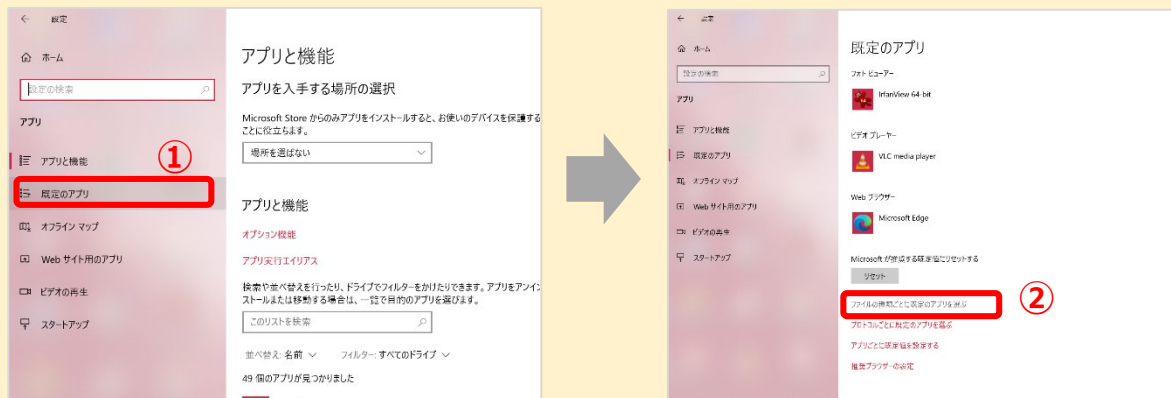 設定
ホーム
設定の検索
アプリ
アプリと機能
既定のアプリ
オフライン マップ
Web サイト用のアプリ
ビデオの再生
スタートアップ
①
アプリと機能
アプリを入手する場所の選択
Microsoft Store からのみアプリをインストールすると、お使いのデバイスを保護する
ことに役立ちます。
場所を選ばない
アプリと機能
オプション機能
アプリ実行エイリアス
検索や並べ替えを行ったり、ドライブでフィルターをかけたりできます。アプリをアンイン
ストールまたは移動する場合は、一覧で目的のアプリを選びます。
このリストを検索
並べ替え: 名前 フィルター: すべてのドライブ
49 個のアプリが見つかりました
設定
ホーム
設定の検索
アプリ
アプリと機能
既定のアプリ
オフライン マップ
Web サイト用のアプリ
ビデオの再生
スタートアップ
既定のアプリ
フォト ビューアー
IrfanView 64-bit
ビデオ プレーヤー
VLC media player
Web ブラウザー
Microsoft Edge
Microsoft が推奨する既定値にリセットする
リセット
ファイルの種類ごとに既定のアプリを選ぶ
②
プロトコルごとに既定のアプリを選ぶ
アプリごとに既定値を設定する
推奨ブラウザーの設定